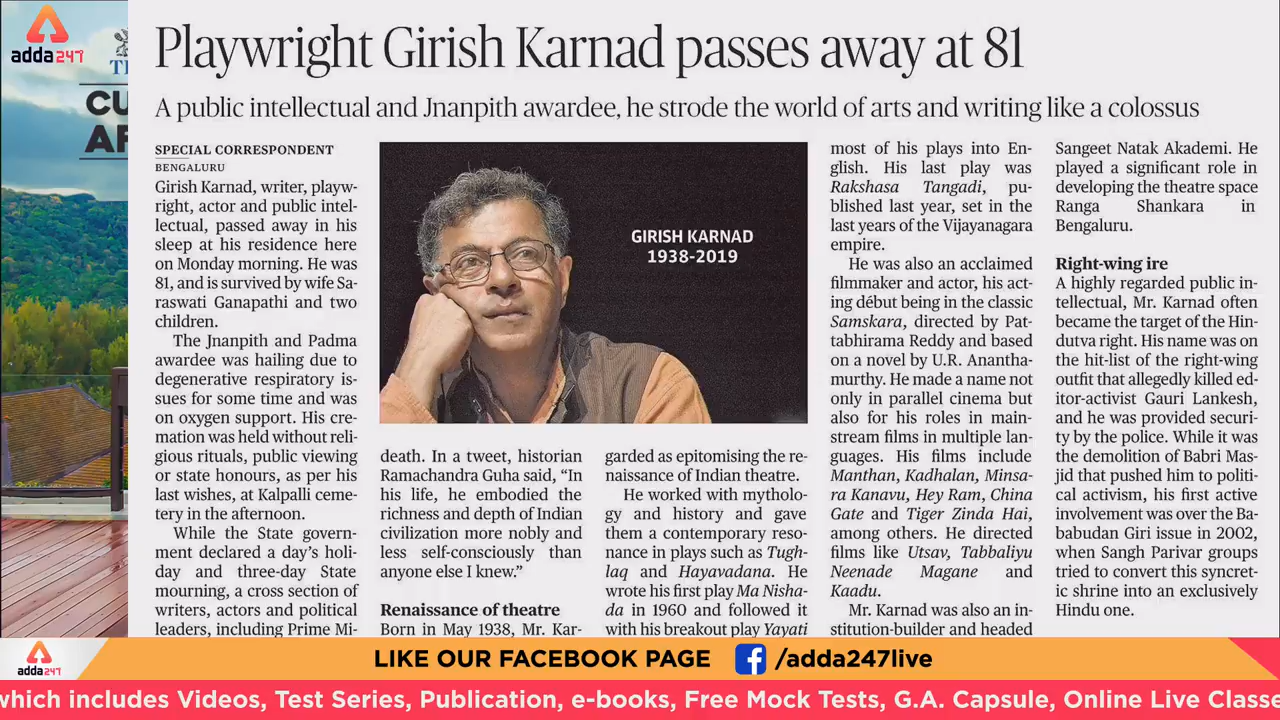 adda247
TH
CU
AF
Playwright Girish Karnad passes away at 81
A public intellectual and Jnanpith awardee, he strode the world of arts and writing like a colossus
SPECIAL CORRESPONDENT
BENGALURU
Girish Karnad, writer, playw-
right, actor and public intel-
lectual, passed away in his
sleep at his residence here
on Monday morning. He was
81, and is survived by wife Sa-
raswati Ganapathi and two
children.
The Jnanpith and Padma
awardee was hailing due to
degenerative respiratory is-
sues for some time and was
on oxygen support. His cre-
mation was held without reli-
gious rituals, public viewing
or state honours, as per his
last wishes, at Kalpalli ceme-
tery in the afternoon.
While the State govern-
ment declared a day's holi-
day and three-day State
mourning, a cross section of
writers, actors and political
leaders, including Prime Mi-
GIRISH KARNAD
1938-2019
death. In a tweet, historian
Ramachandra Guha said, “In
his life, he embodied the
richness and depth of Indian
civilization more nobly and
less self-consciously than
anyone else I knew.”
Renaissance of theatre
Born in May 1938, Mr. Kar-
garded as epitomising the re-
naissance of Indian theatre.
He worked with mytholo-
gy and history and gave
them a contemporary reso-
nance in plays such as Tugh-
laq and Hayavadana. He
wrote his first play Ma Nisha-
da in 1960 and followed it
with his breakout play Yayati
most of his plays into En-
glish. His last play was
Rakshasa Tangadi, pu-
blished last year, set in the
last years of the Vijayanagara
empire.
He was also an acclaimed
filmmaker and actor, his act-
ing début being in the classic
Samskara, directed by Pat-
tabhirama Reddy and based
on a novel by U.R. Anantha-
murthy. He made a name not
only in parallel cinema but
also for his roles in main-
stream films in multiple lan-
guages. His films include
Manthan, Kadhalan, Minsa-
ra Kanavu, Hey Ram, China
Gate and Tiger Zinda Hai,
among others. He directed
films like Utsav, Tabbaliyu
Neenade Magane and
Kaadu.
Mr. Karnad was also an in-
stitution-builder and headed
Sangeet Natak Akademi. He
played a significant role in
developing the theatre space
Ranga Shankara in
Bengaluru.
Right-wing ire
A highly regarded public in-
tellectual, Mr. Karnad often
became the target of the Hin-
dutva right. His name was on
the hit-list of the right-wing
outfit that allegedly killed ed-
itor-activist Gauri Lankesh,
and he was provided securi-
ty by the police. While it was
the demolition of Babri Mas-
jid that pushed him to politi-
cal activism, his first active
involvement was over the Ba-
babudan Giri issue in 2002,
when Sangh Parivar groups
tried to convert this syncret-
ic shrine into an exclusively
Hindu one.
adda247
LIKE OUR FACEBOOK PAGE f /adda247live
which includes Videos, Test Series, Publication, e-books, Free Mock Tests, G.A. Capsule, Online Live Classe